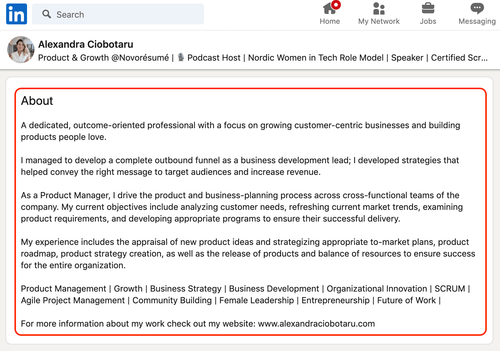 in
Search
Home
My Network
Jobs
Messaging
Alexandra Ciobotaru
Product & Growth @Novorésumé | 🎙 Podcast Host | Nordic Women in Tech Role Model | Speaker | Certified Scr...
About
A dedicated, outcome-oriented professional with a focus on growing customer-centric businesses and building
products people love.
I managed to develop a complete outbound funnel as a business development lead; I developed strategies that
helped convey the right message to target audiences and increase revenue.
As a Product Manager, I drive the product and business-planning process across cross-functional teams of the
company. My current objectives include analyzing customer needs, refreshing current market trends, examining
product requirements, and developing appropriate programs to ensure their successful delivery.
My experience includes the appraisal of new product ideas and strategizing appropriate to-market plans, product
roadmap, product strategy creation, as well as the release of products and balance of resources to ensure success
for the entire organization.
Product Management | Growth | Business Strategy | Business Development | Organizational Innovation | SCRUM |
Agile Project Management | Community Building | Female Leadership | Entrepreneurship | Future of Work |
For more information about my work check out my website: www.alexandraciobotaru.com